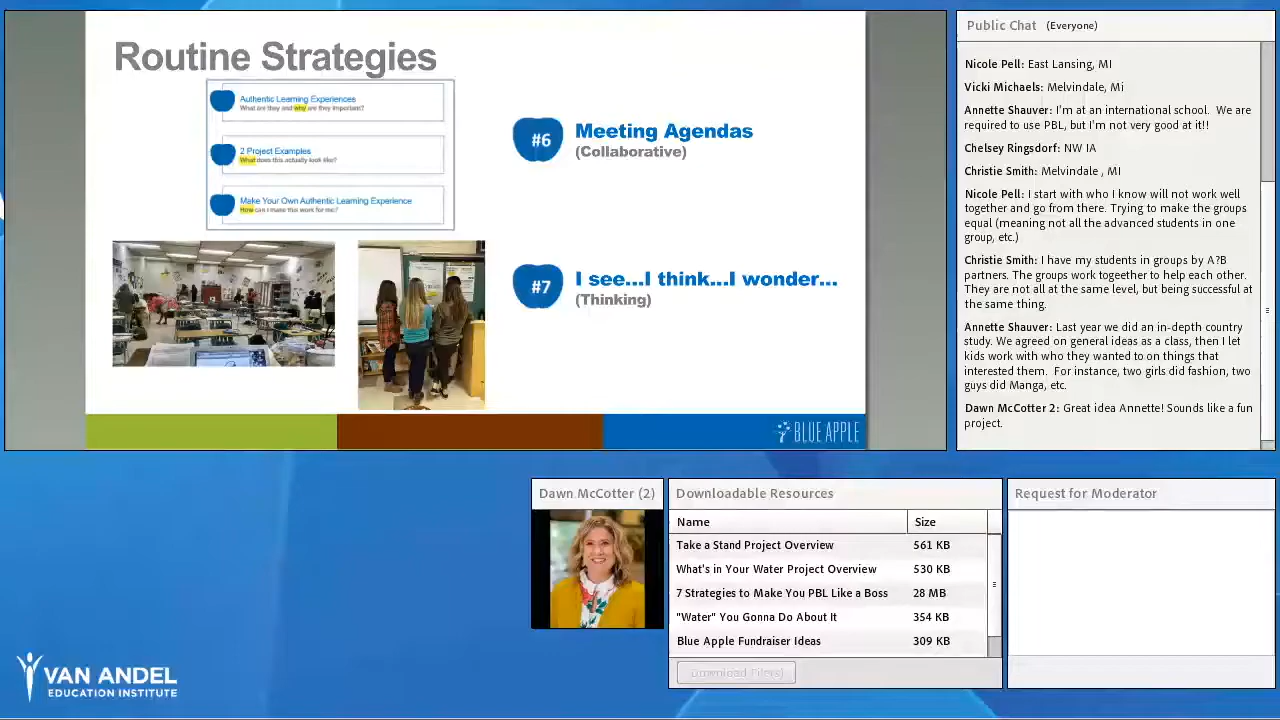 Routine Strategies
Authentic Learning Experiences
What are they and why are they important?
2 Project Examples
What does this actually look like?
Make Your Own Authentic Learning Experience
How can I make this work for me?
#6
Meeting Agendas
(Collaborative)
#7
I see...I think...I wonder...
(Thinking)
BLUE APPLE
Public Chat (Everyone)
Nicole Pell: East Lansing, MI
Vicki Michan: Melvindale, MI
Annette Shauver: I'm at an international school. We are
required to use PBL, but I'm not very good at it!!
Chelsey Ringsdorf: NW IN
Christie Smith: Melvindale, MI
Nicole Pell: I start with who I know will not work well
together and go from there. Trying to make the groups
equal (meaning not all the advanced students in one
group, etc.)
Christie Smith: I have my students in groups by A?B
partners. They work together to help each other.
They are not all at the same level, but being successful at
the same thing.
Annette Shauver: Last year we did an in-depth country
study. We agreed on general ideas as a class, then I let
kids work with who they wanted to on things that
interested them. For instance, two girls did fashion, two
guys did Manga, etc.
Dawn McCotter 2: Great idea Annette! Sounds like a fun
project.
Dawn McCotter (2)
Downloadable Resources
Name Size
Take a Stand Project Overview 561 KB
What's in Your Water Project Overview 530 KB
7 Strategies to Make You PBL Like a Boss 28 MB
"Water" You Gonna Do About It 354 KB
Blue Apple Fundraiser Ideas 309 KB
Download File(s)
Request for Moderator
VAN ANDEL
EDUCATION INSTITUTE